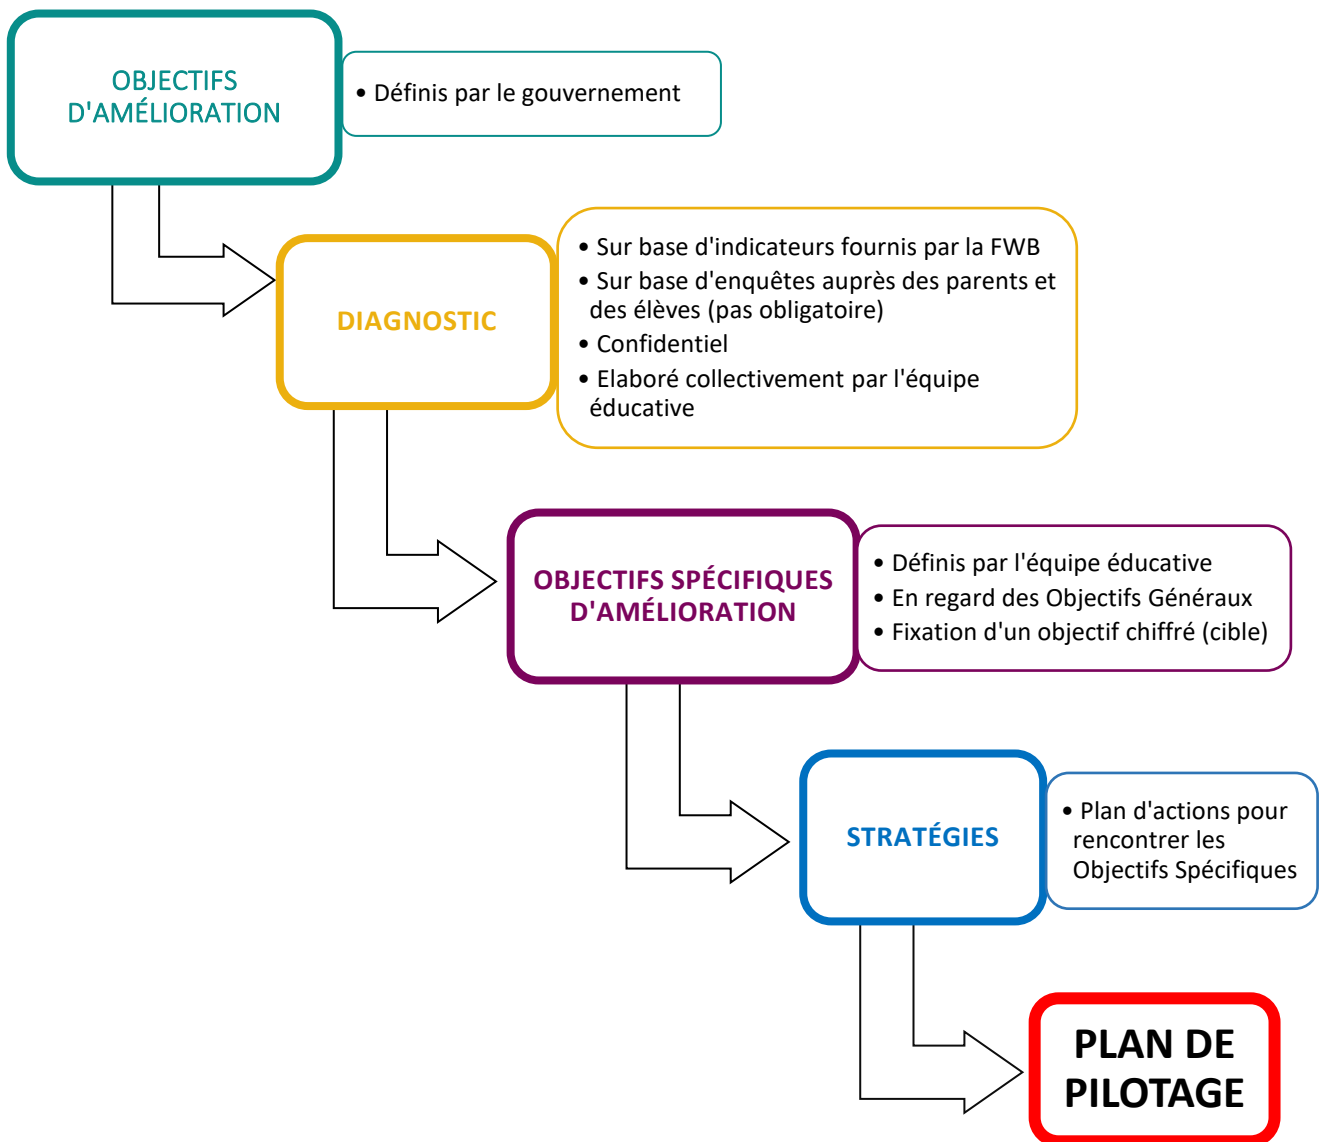 OBJECTIFS
D'AMÉLIORATION
• Définis par le gouvernement
DIAGNOSTIC
• Sur base d'indicateurs fournis par la FWB
• Sur base d'enquêtes auprès des parents et
des élèves (pas obligatoire)
• Confidentiel
• Elaboré collectivement par l'équipe
éducative
OBJECTIFS SPÉCIFIQUES
D'AMÉLIORATION
• Définis par l'équipe éducative
• En regard des Objectifs Généraux
• Fixation d'un objectif chiffré (cible)
STRATÉGIES
• Plan d'actions pour
rencontrer les
Objectifs Spécifiques
PLAN DE
PILOTAGE